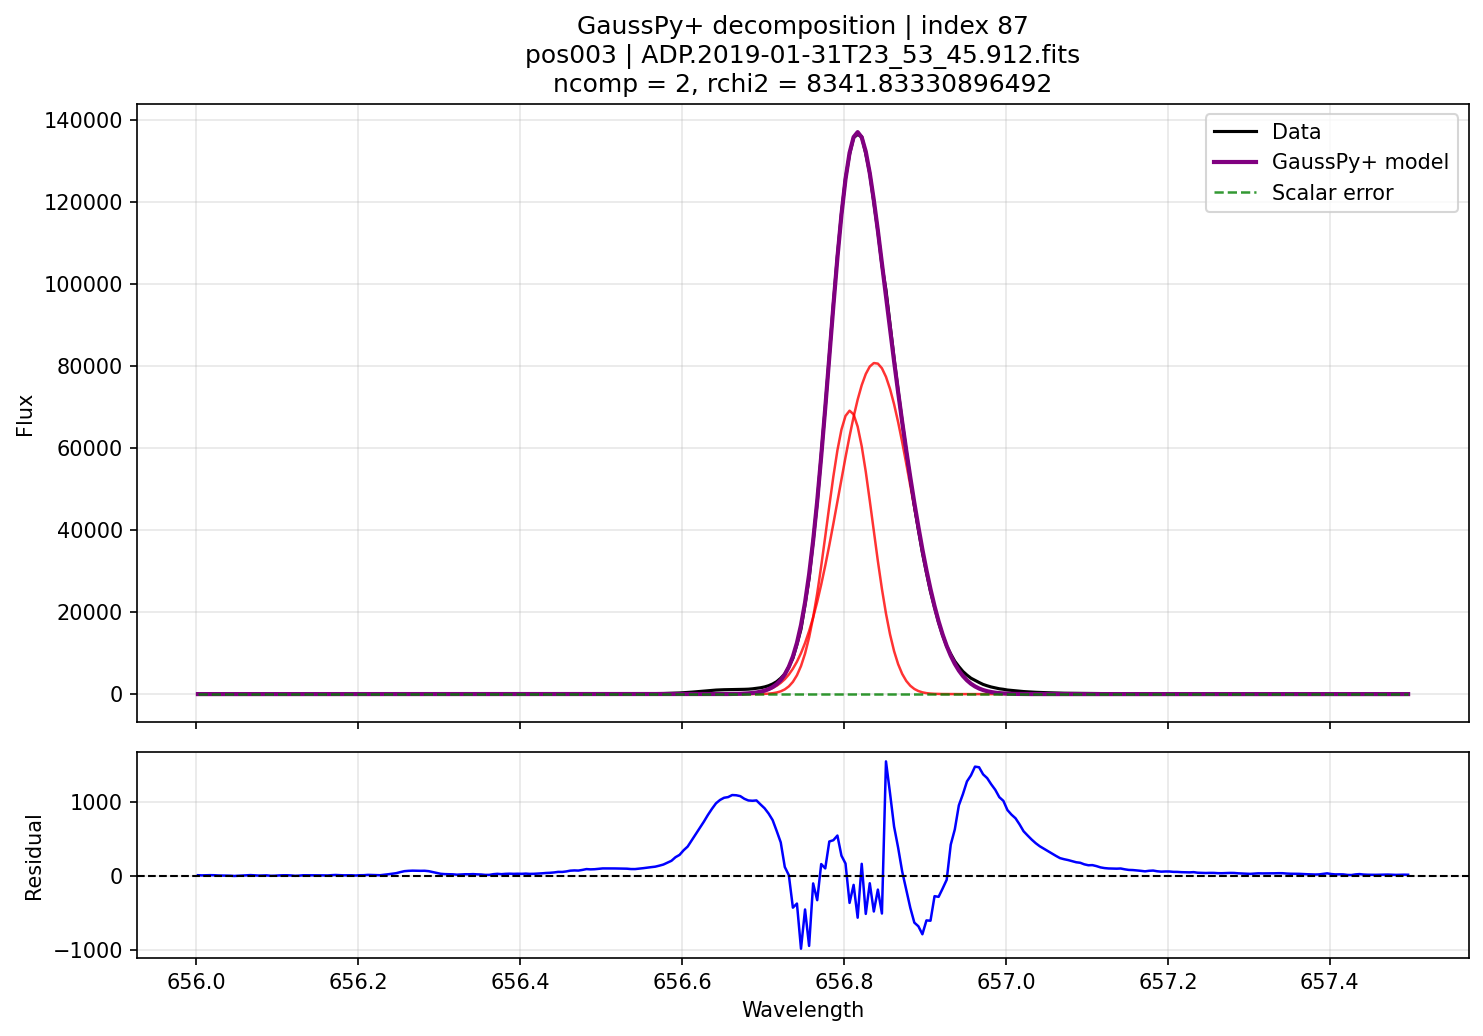 GaussPy+ decomposition | index 87
pos003 | ADP.2019-01-31T23_53_45.912.fits
ncomp = 2, rchi2 = 8341.83330896492
140000
120000
100000
80000
60000
40000
20000
0
Flux
Data
GaussPy+ model
Scalar error
1000
0
−1000
Residual
656.0
656.2
656.4
656.6
656.8
657.0
657.2
657.4
Wavelength